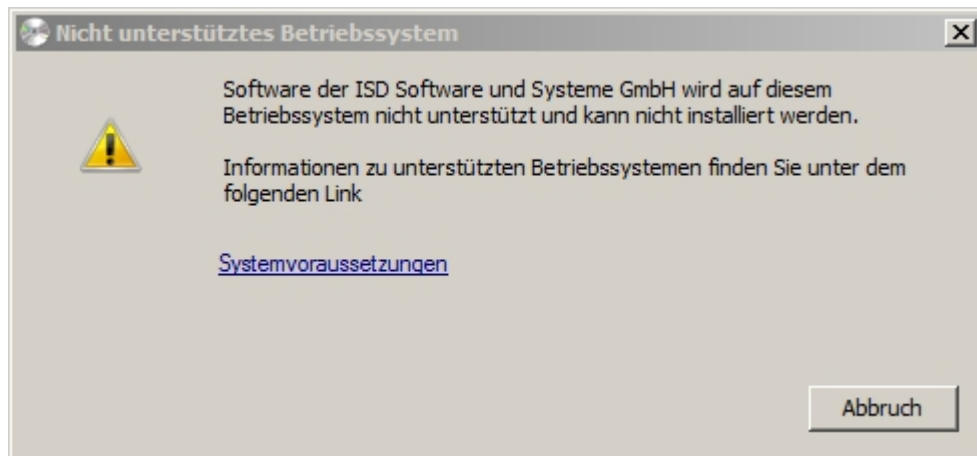 Nicht unterstütztes Betriebssystem
Software der ISD Software und Systeme GmbH wird auf diesem
Betriebssystem nicht unterstützt und kann nicht installiert werden.
Informationen zu unterstützten Betriebssystemen finden Sie unter dem
folgenden Link
Systemvoraussetzungen
Abbruch